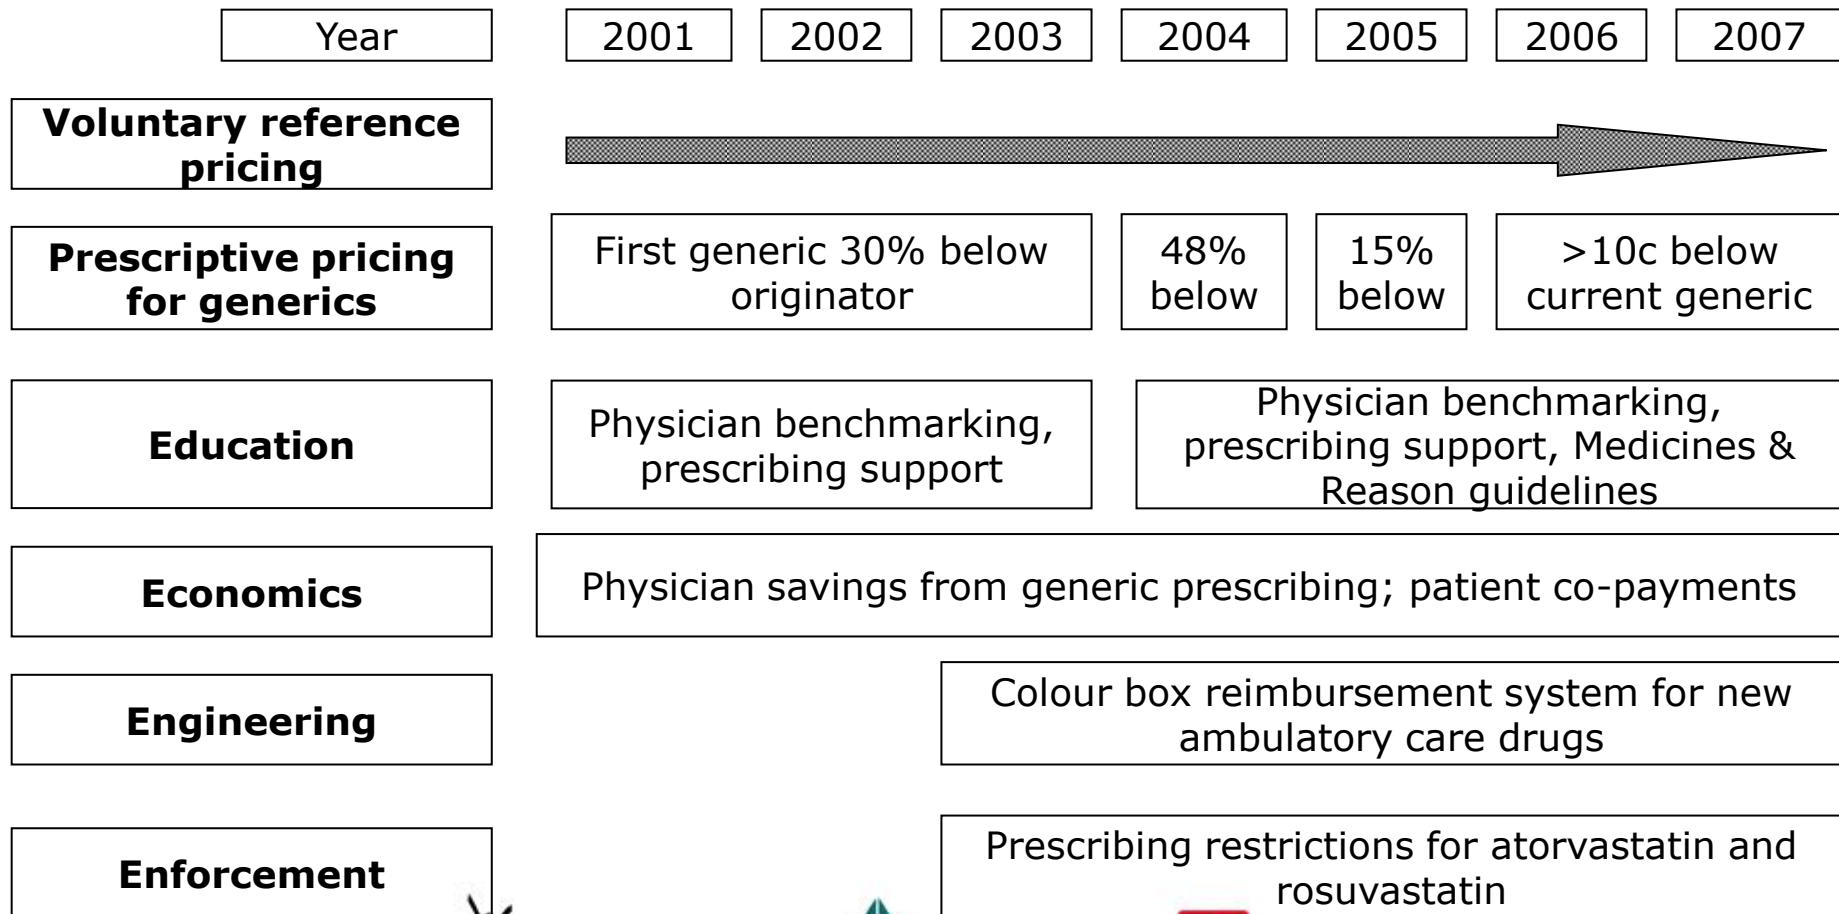 Year 2001 2002 2003 2004 2005 2006 2007
Voluntary reference
pricing
Prescriptive pricing
for generics
First generic 30% below
originator
48%
below
15%
below
>10c below
current generic
Education
Physician benchmarking,
prescribing support
Physician benchmarking,
prescribing support, Medicines &
Reason guidelines
Economics
Physician savings from generic prescribing; patient co-payments
Engineering
Colour box reimbursement system for new
ambulatory care drugs
Enforcement
Prescribing restrictions for atorvastatin and
rosuvastatin